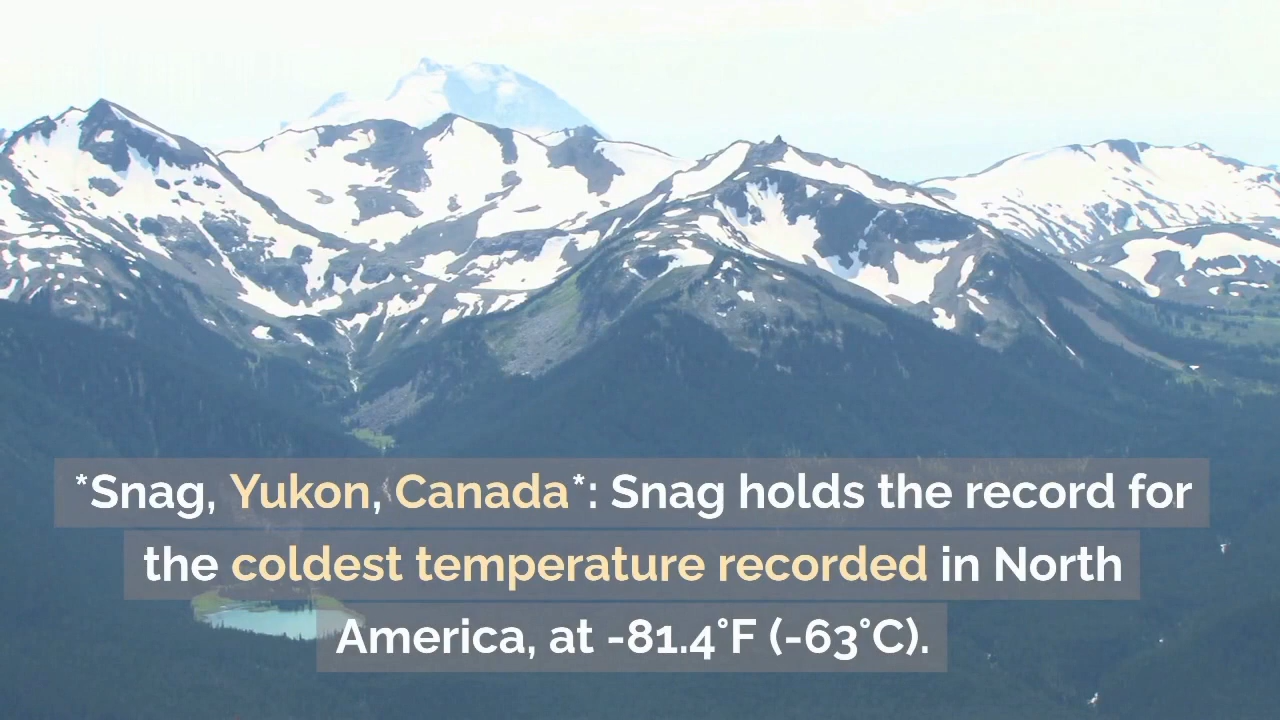 *Snag, Yukon, Canada*: Snag holds the record for
the coldest temperature recorded in North
America, at -81.4°F (-63°C).